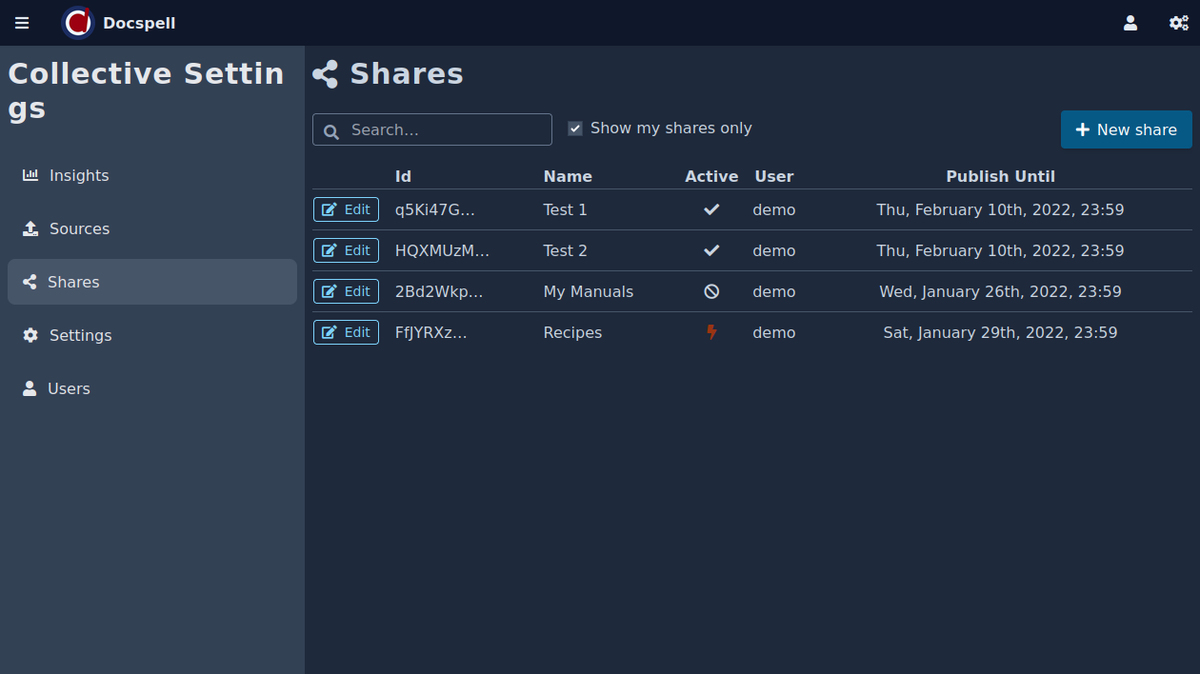 Docspell
Collective Settin
gs
Insights
Sources
Shares
Settings
Users
Shares
Search…
Show my shares only
New share
Id Name Active User Publish Until
Edit q5Ki47G… Test 1 demo Thu, February 10th, 2022, 23:59
Edit HQXMUzM… Test 2 demo Thu, February 10th, 2022, 23:59
Edit 2Bd2Wkp… My Manuals demo Wed, January 26th, 2022, 23:59
Edit FfJYRXz… Recipes demo Sat, January 29th, 2022, 23:59